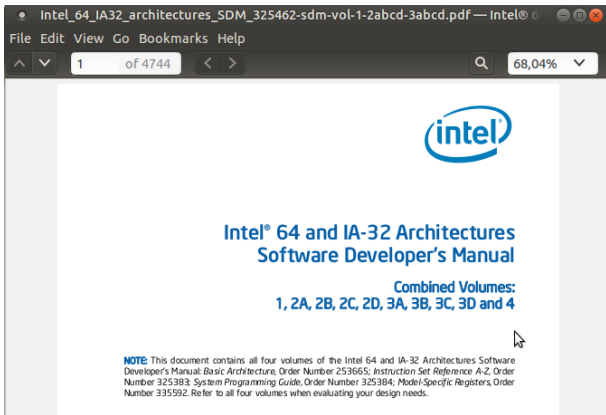 Intel_64_IA32_architectures_SDM_325462-sdm-vol-1-2abcd-3abcd.pdf — Intel® 6
File Edit View Go Bookmarks Help
1 of 4744 68,04%
intel
Intel® 64 and IA-32 Architectures
Software Developer's Manual
Combined Volumes:
1, 2A, 2B, 2C, 2D, 3A, 3B, 3C, 3D and 4
NOTE: This document contains all four volumes of the Intel 64 and IA-32 Architectures Software
Developer's Manual: Basic Architecture, Order Number 253665; Instruction Set Reference A-Z, Order
Number 325383; System Programming Guide, Order Number 325384; Model-Specific Registers, Order
Number 335592. Refer to all four volumes when evaluating your design needs.